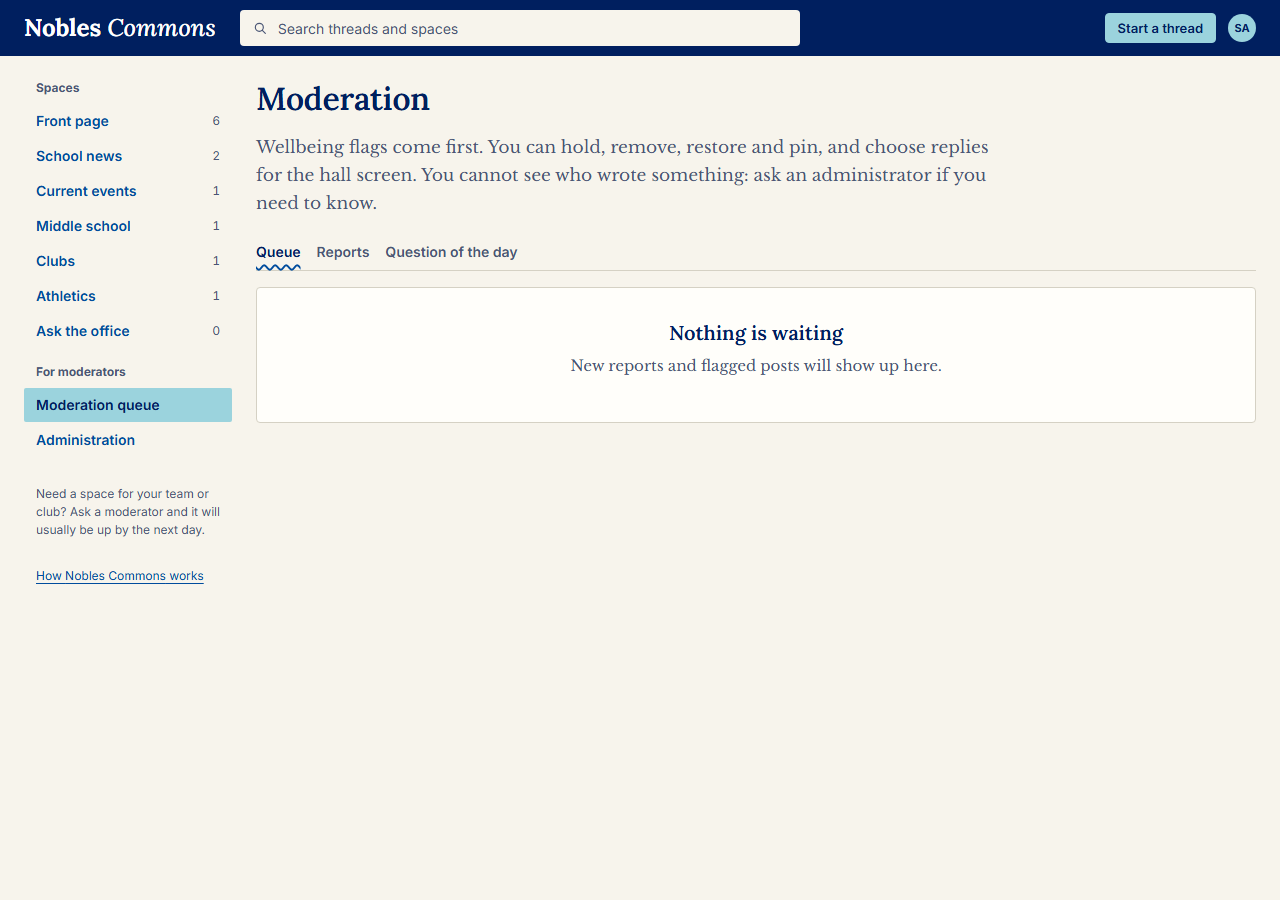 Nobles Commons
Search threads and spaces
Start a thread
SA
Spaces
Front page 6
School news 2
Current events 1
Middle school 1
Clubs 1
Athletics 1
Ask the office 0
For moderators
Moderation queue
Administration
Need a space for your team or
club? Ask a moderator and it will
usually be up by the next day.
How Nobles Commons works
Moderation
Wellbeing flags come first. You can hold, remove, restore and pin, and choose replies
for the hall screen. You cannot see who wrote something: ask an administrator if you
need to know.
Queue Reports Question of the day
Nothing is waiting
New reports and flagged posts will show up here.